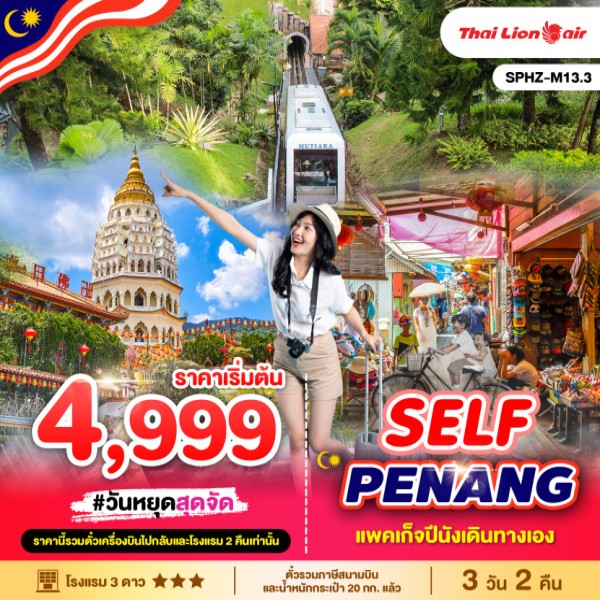 Thai Lion air
SPHZ-M13.3
MUTIARA
ราคาเริ่มต้น
4,999
#วันหยุดสุดจัด
ราคานี้รวมตั๋วเครื่องบินไปกลับและโรงแรม 2 คืนเท่านั้น
SELF
PENANG
แพคเก็จปีนังเดินทางเอง
โรงแรม 3 ดาว
ตั๋วรวมภาษีสนามบิน
และน้ำหนักกระเป๋า 20 กก. แล้ว
3 วัน 2 คืน